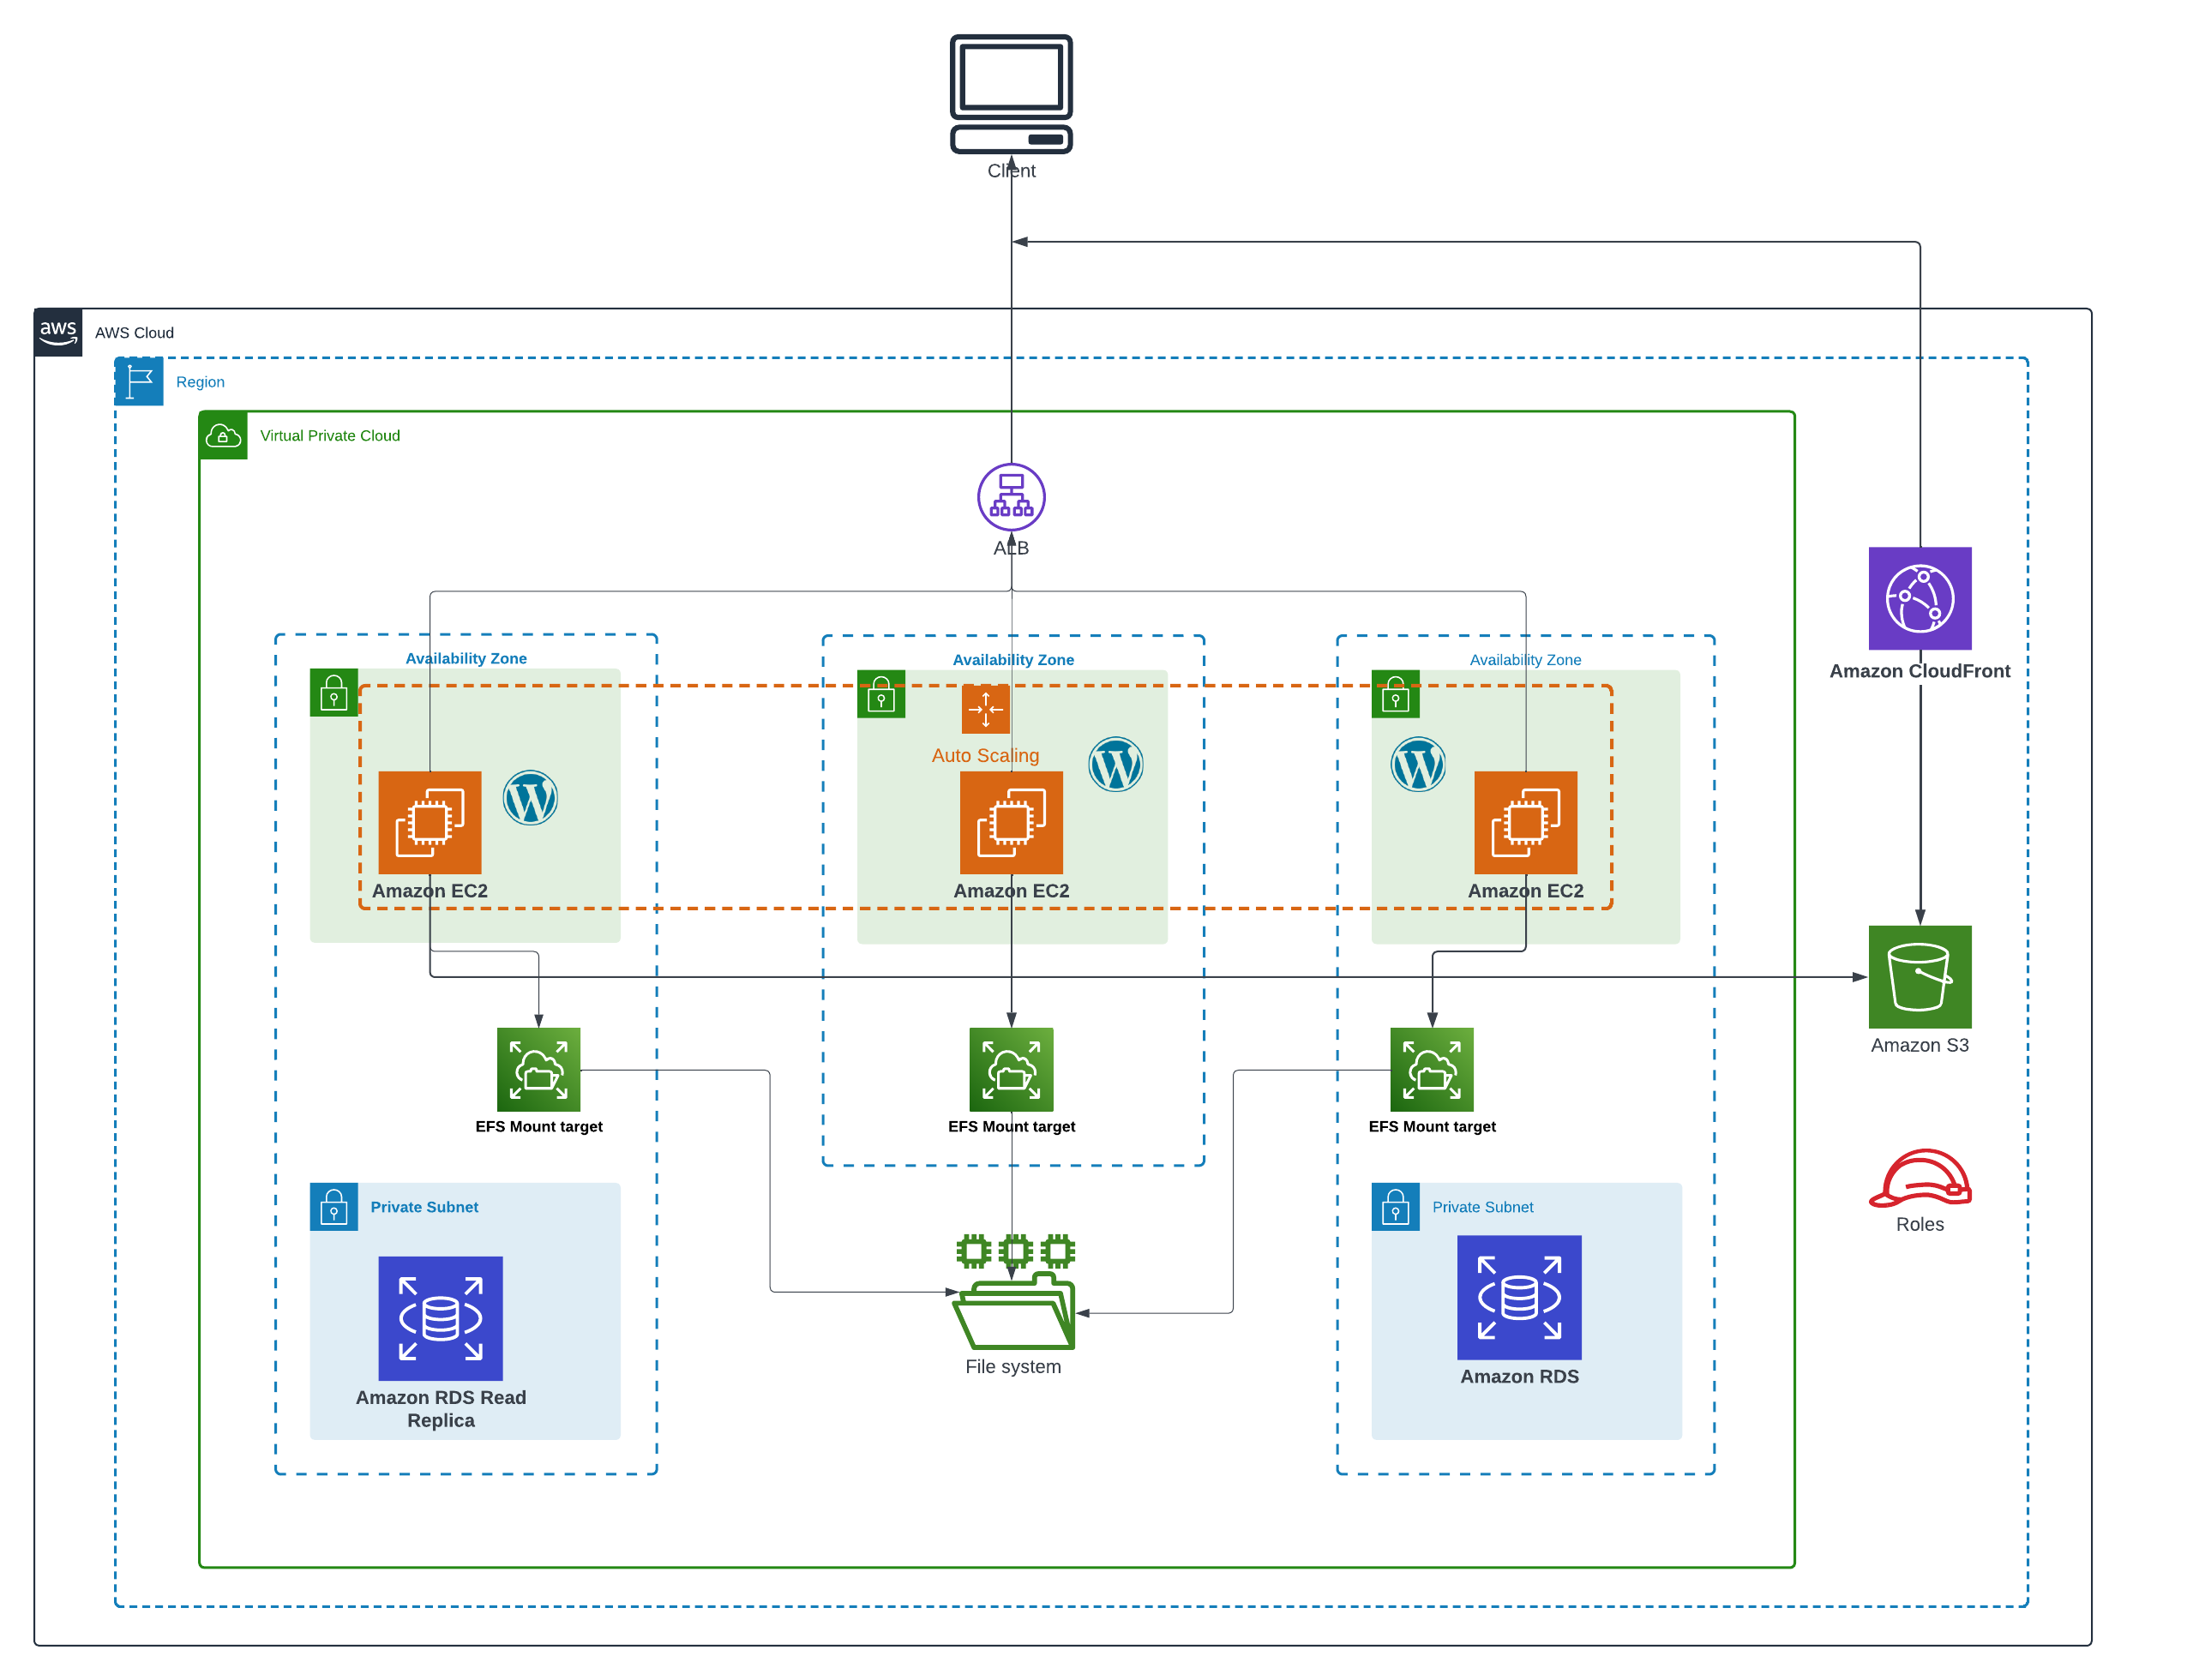 Client
aws
AWS Cloud
Region
Virtual Private Cloud
ALB
Availability Zone
Availability Zone
Availability Zone
Amazon CloudFront
Auto Scaling
Amazon EC2
Amazon EC2
Amazon EC2
Amazon S3
EFS Mount target
EFS Mount target
EFS Mount target
Private Subnet
Private Subnet
Roles
File system
Amazon RDS
Amazon RDS Read
Replica